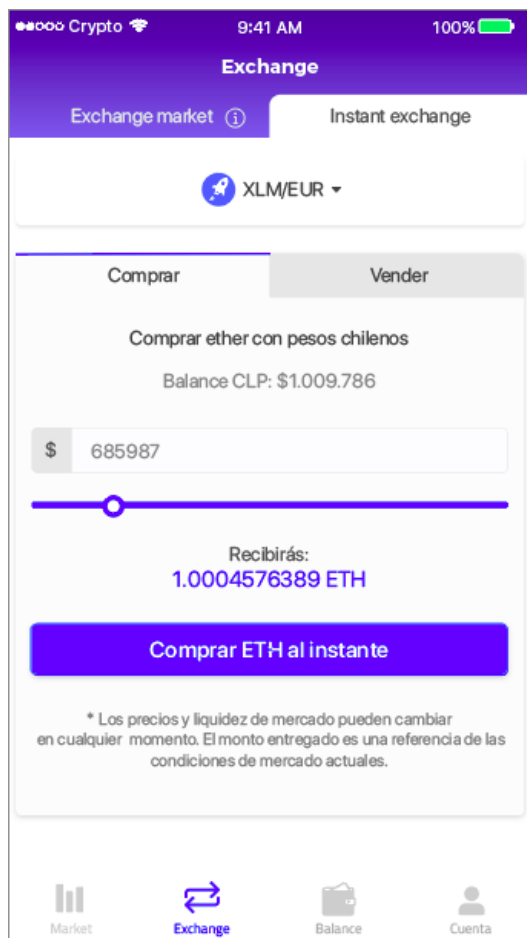 Crypto 9:41 AM 100%
Exchange
Exchange market Instant exchange
XLM/EUR
Comprar Vender
Comprar ether con pesos chilenos
Balance CLP: $1.009.786
$ 685987
Recibirás:
1.0004576389 ETH
Comprar ETH al instante
* Los precios y liquidez de mercado pueden cambiar
en cualquier momento. El monto entregado es una referencia de las
condiciones de mercado actuales.
Market Exchange Balance Cuenta